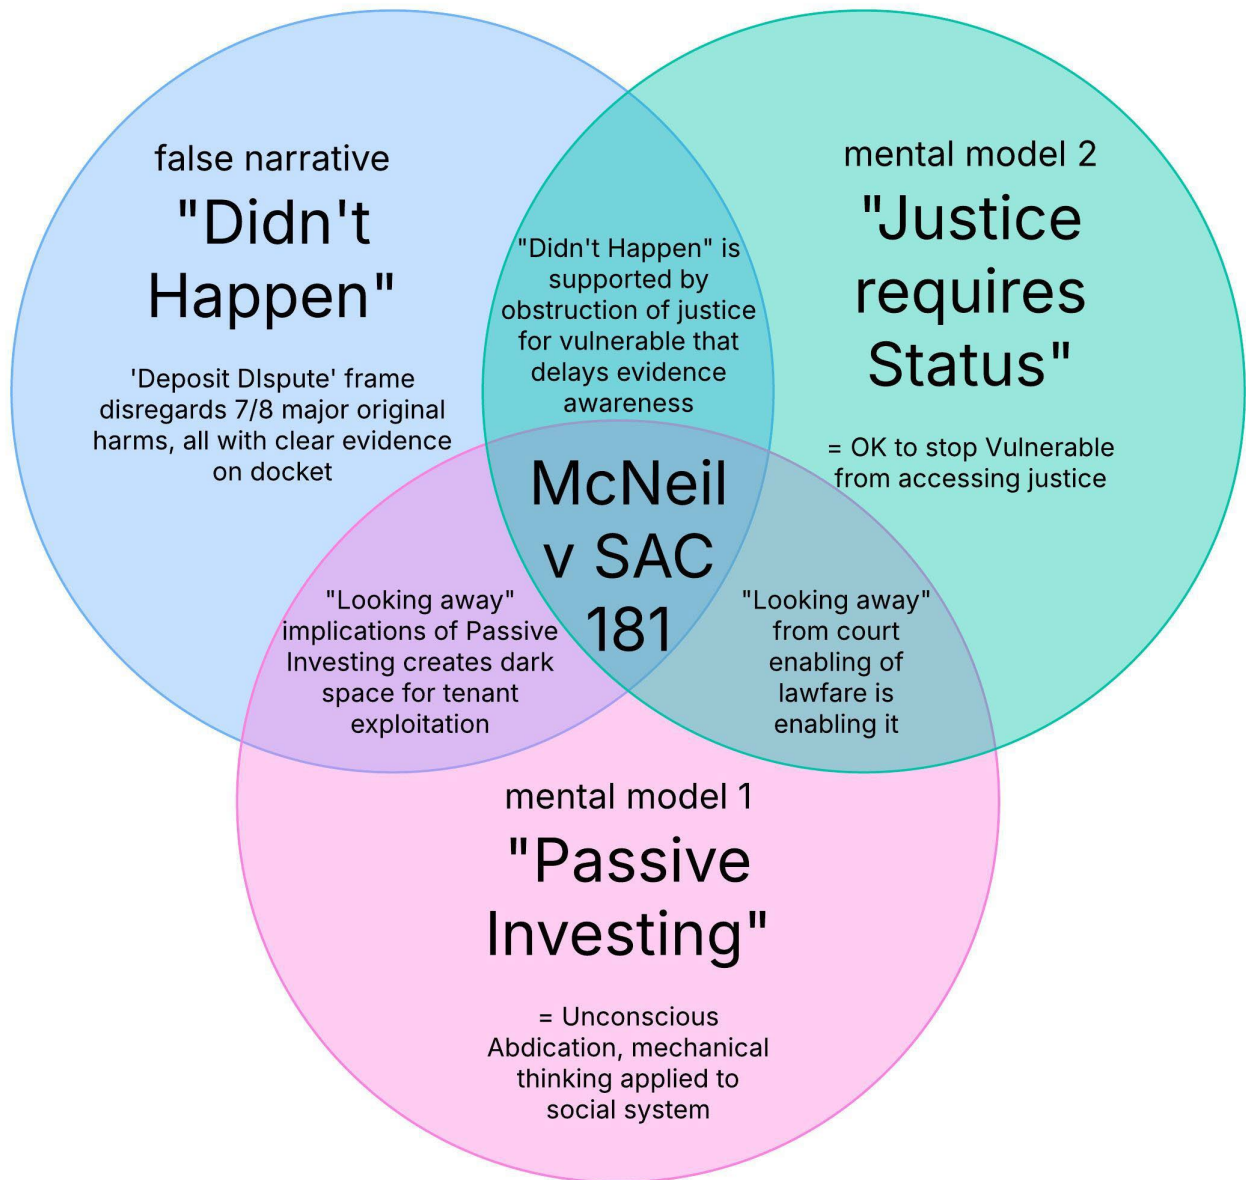 false narrative
"Didn't
Happen"
'Deposit DIspute' frame
disregards 7/8 major original
harms, all with clear evidence
on docket
mental model 2
"Justice
requires
Status"
= OK to stop Vulnerable
from accessing justice
"Didn't Happen" is
supported by
obstruction of justice
for vulnerable that
delays evidence
awareness
McNeil
v SAC
181
"Looking away"
implications of Passive
Investing creates dark
space for tenant
exploitation
"Looking away"
from court
enabling of
lawfare is
enabling it
mental model 1
"Passive
Investing"
= Unconscious
Abdication, mechanical
thinking applied to
social system